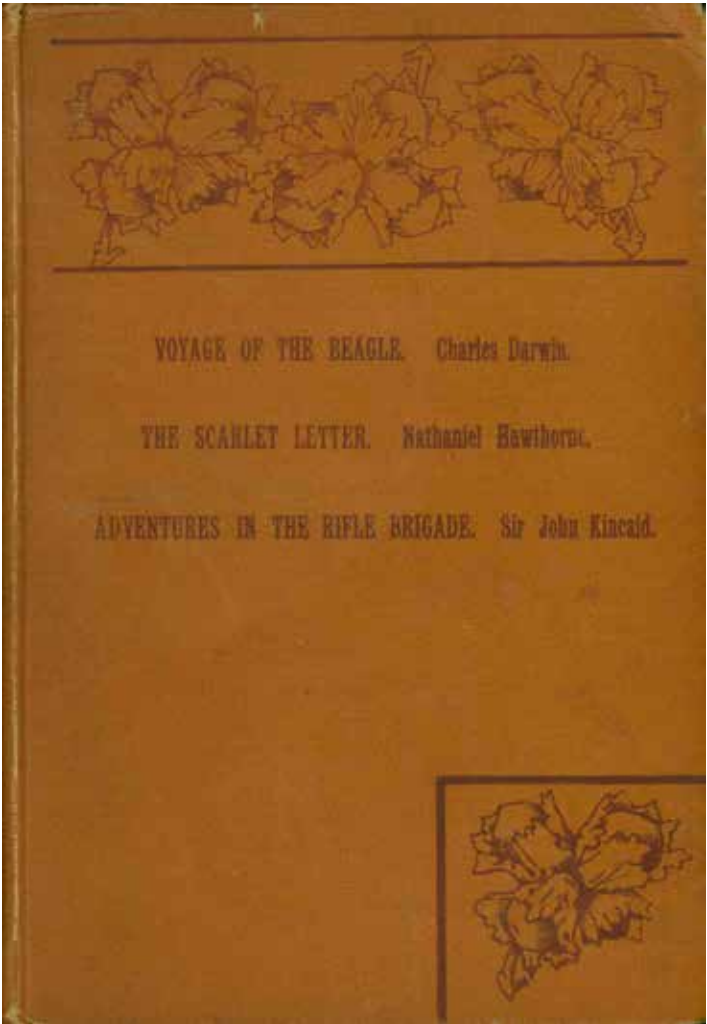 VOYAGE OF THE BEAGLE. Charles Darwin.
THE SCARLET LETTER. Nathaniel Hawthorne.
ADVENTURES IN THE RIFLE BRIGADE. Sir John Kincaid.